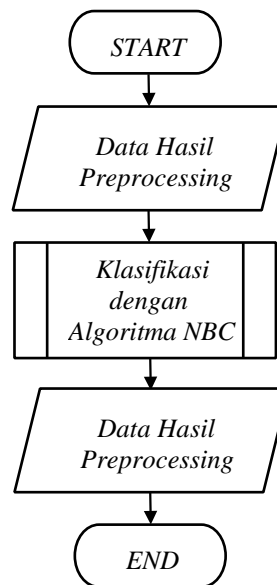 START
Data Hasil
Preprocessing
Klasifikasi
dengan
Algoritma NBC
Data Hasil
Preprocessing
END